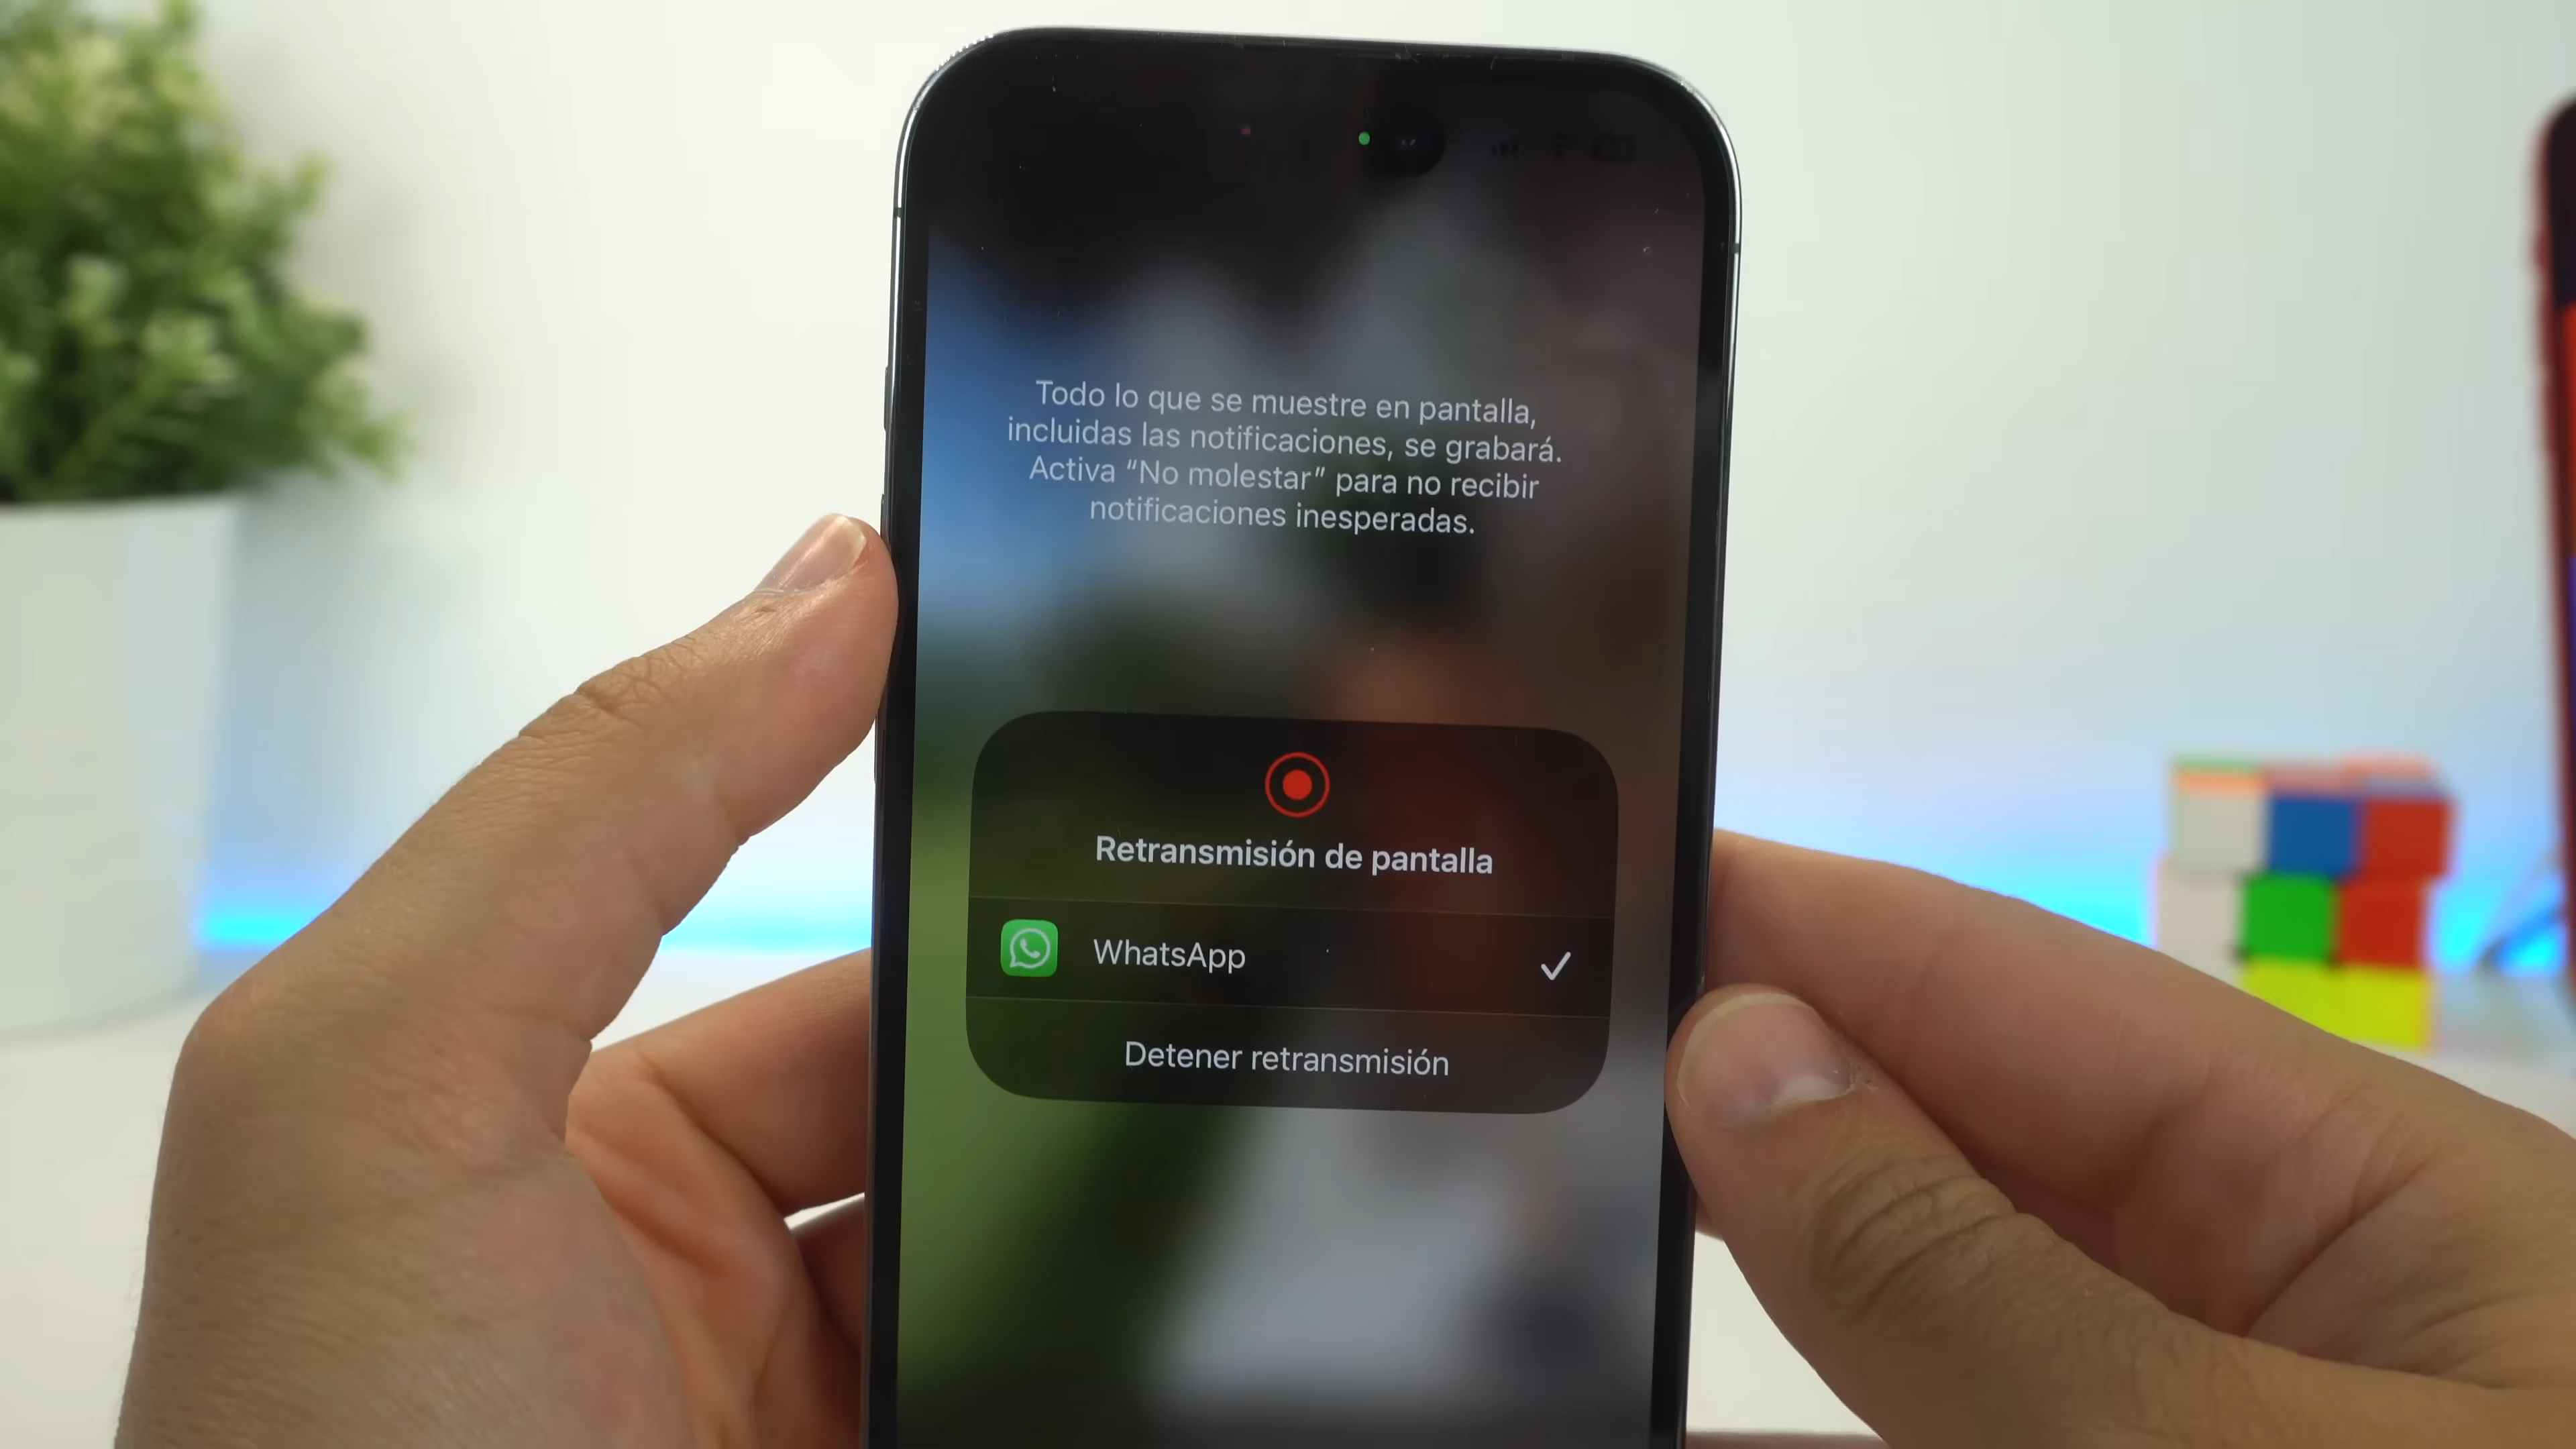 Todo lo que se muestre en pantalla,
incluidas las notificaciones, se grabará.
Activa “No molestar” para no recibir
notificaciones inesperadas.
Retransmisión de pantalla
WhatsApp
Detener retransmisión